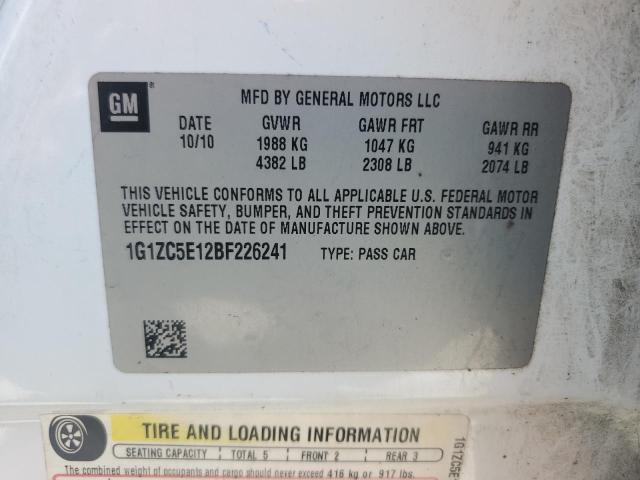 GM
MFD BY GENERAL MOTORS LLC
DATE GVWR GAWR FRT GAWR RR
10/10 1988 KG 1047 KG 941 KG
4382 LB 2308 LB 2074 LB
THIS VEHICLE CONFORMS TO ALL APPLICABLE U.S. FEDERAL MOTOR
VEHICLE SAFETY, BUMPER, AND THEFT PREVENTION STANDARDS IN
EFFECT ON THE DATE OF MANUFACTURE SHOWN ABOVE.
1G1ZC5E12BF226241 TYPE: PASS CAR
TIRE AND LOADING INFORMATION
SEATING CAPACITY TOTAL 5 FRONT 2 REAR 3
The combined weight of occupants and cargo should never exceed 416 kg or 917 lbs.
1G1ZC5E